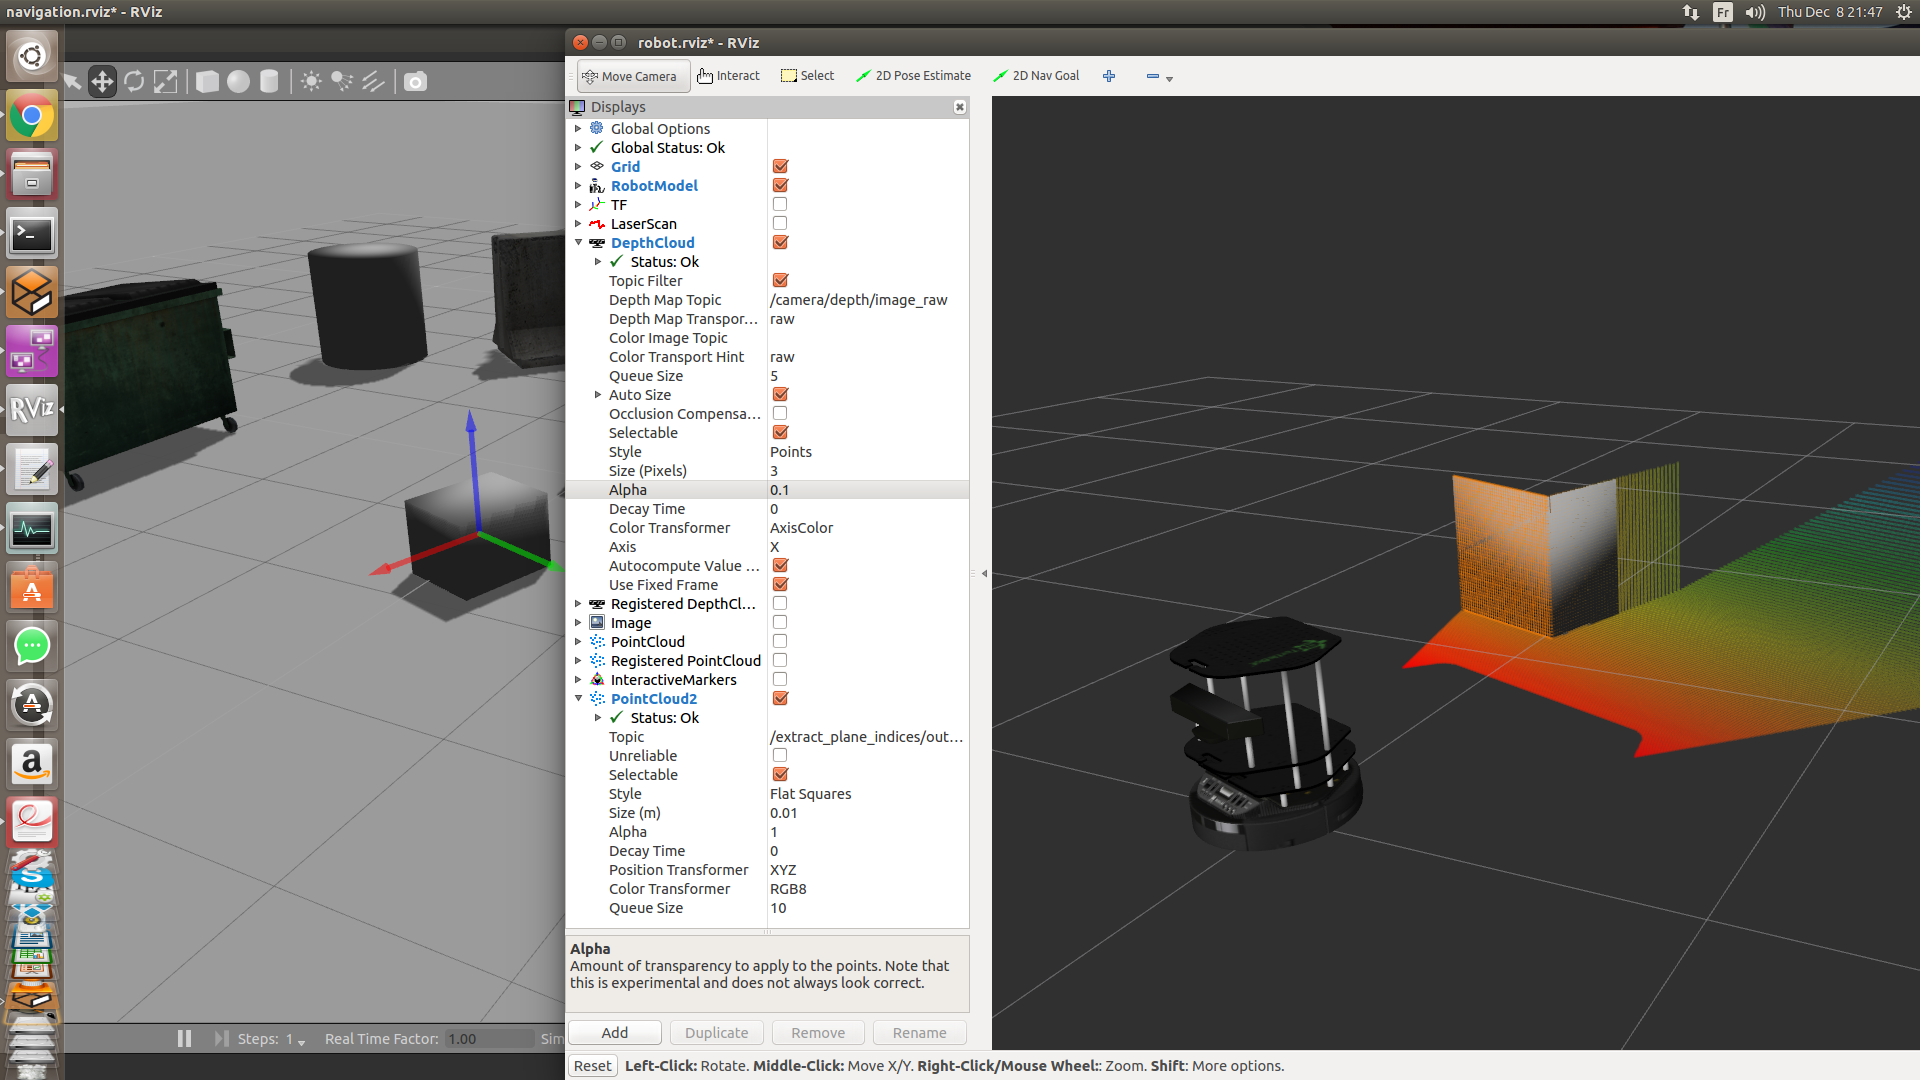 navigation.rviz* - RViz
Fr
Thu Dec 8 21:47
robot.rviz* - RViz
Move Camera
Interact
Select
2D Pose Estimate
2D Nav Goal
Displays
Global Options
Global Status: Ok
Grid
RobotModel
TF
LaserScan
DepthCloud
Status: Ok
Topic Filter
Depth Map Topic /camera/depth/image_raw
Depth Map Transpor... raw
Color Image Topic
Color Transport Hint raw
Queue Size 5
Auto Size
Occlusion Compensa...
Selectable
Style Points
Size (Pixels) 3
Alpha 0.1
Decay Time 0
Color Transformer AxisColor
Axis X
Autocompute Value ...
Use Fixed Frame
Registered DepthCl...
Image
PointCloud
Registered PointCloud
InteractiveMarkers
PointCloud2
Status: Ok
Topic /extract_plane_indices/out...
Unreliable
Selectable
Style Flat Squares
Size (m) 0.01
Alpha 1
Decay Time 0
Position Transformer XYZ
Color Transformer RGB8
Queue Size 10
Alpha
Amount of transparency to apply to the points. Note that
this is experimental and does not always look correct.
Add
Duplicate
Remove
Rename
Steps: 1
Real Time Factor: 1.00
Sim
Reset
Left-Click: Rotate. Middle-Click: Move X/Y. Right-Click/Mouse Wheel:: Zoom. Shift: More options.
RViz